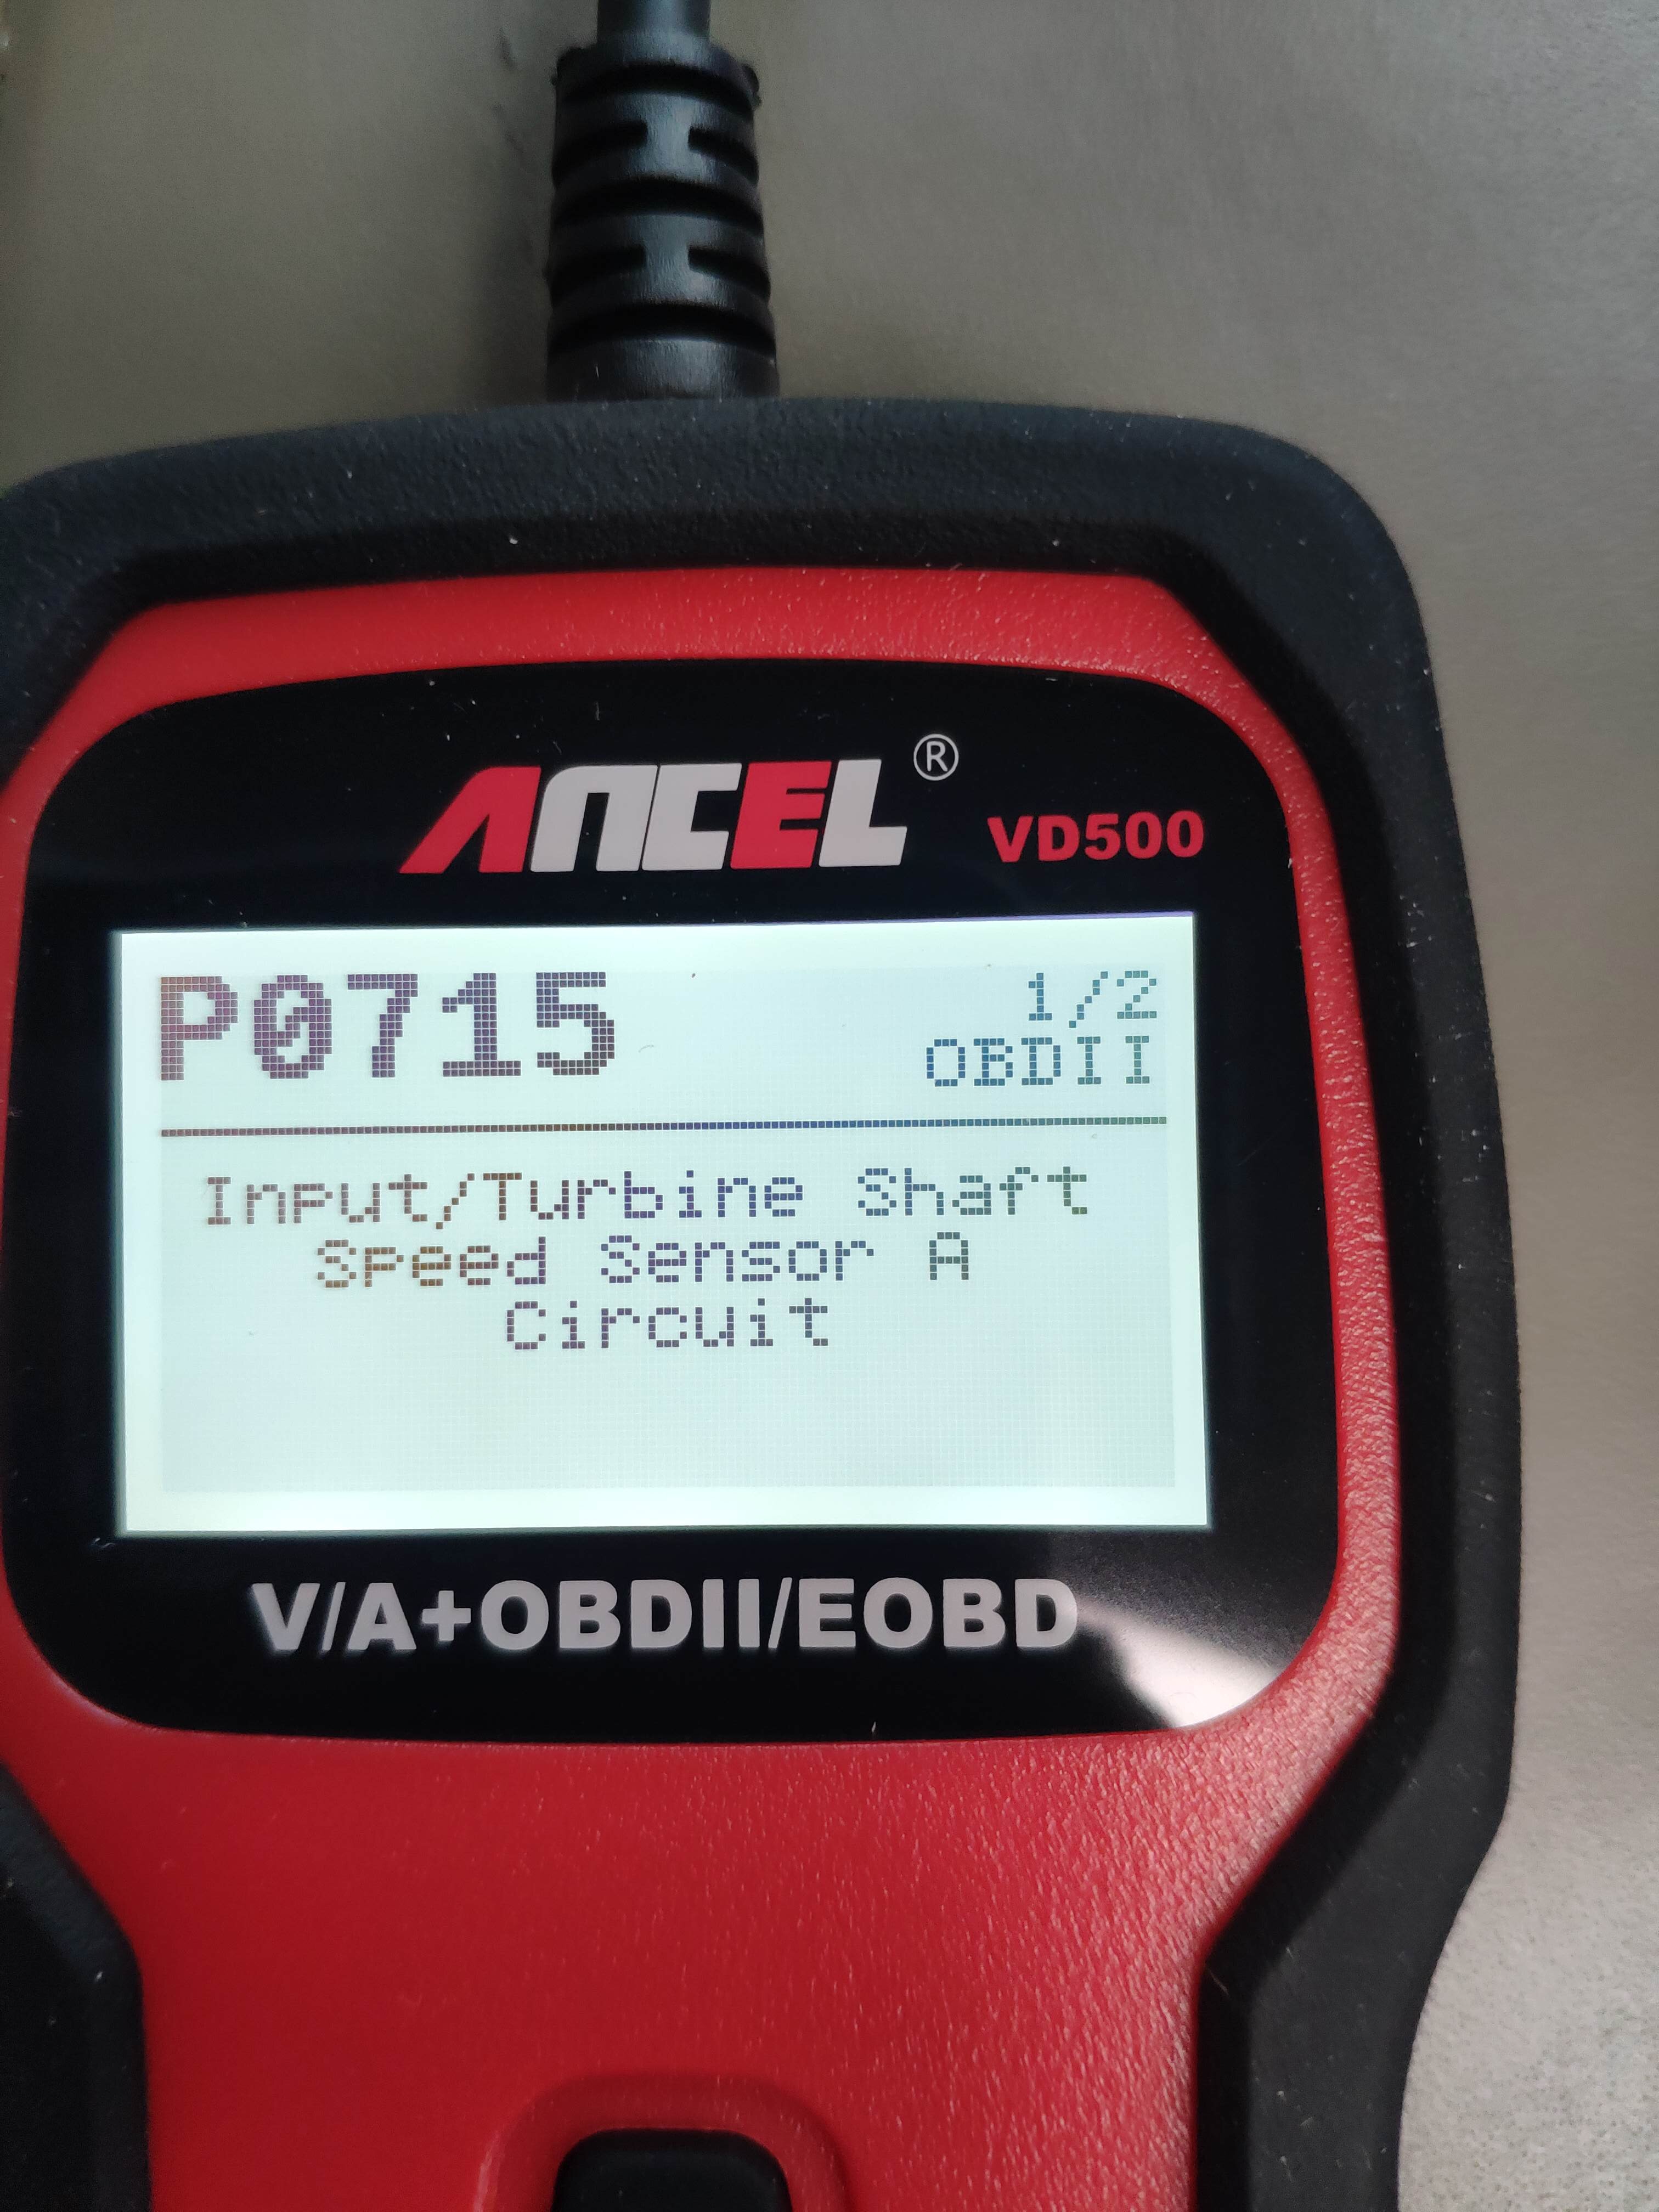 ANCEL®
VD500
P0715
1/2
OBDII
Input/Turbine Shaft
Speed Sensor A
Circuit
V/A+OBDII/EOBD